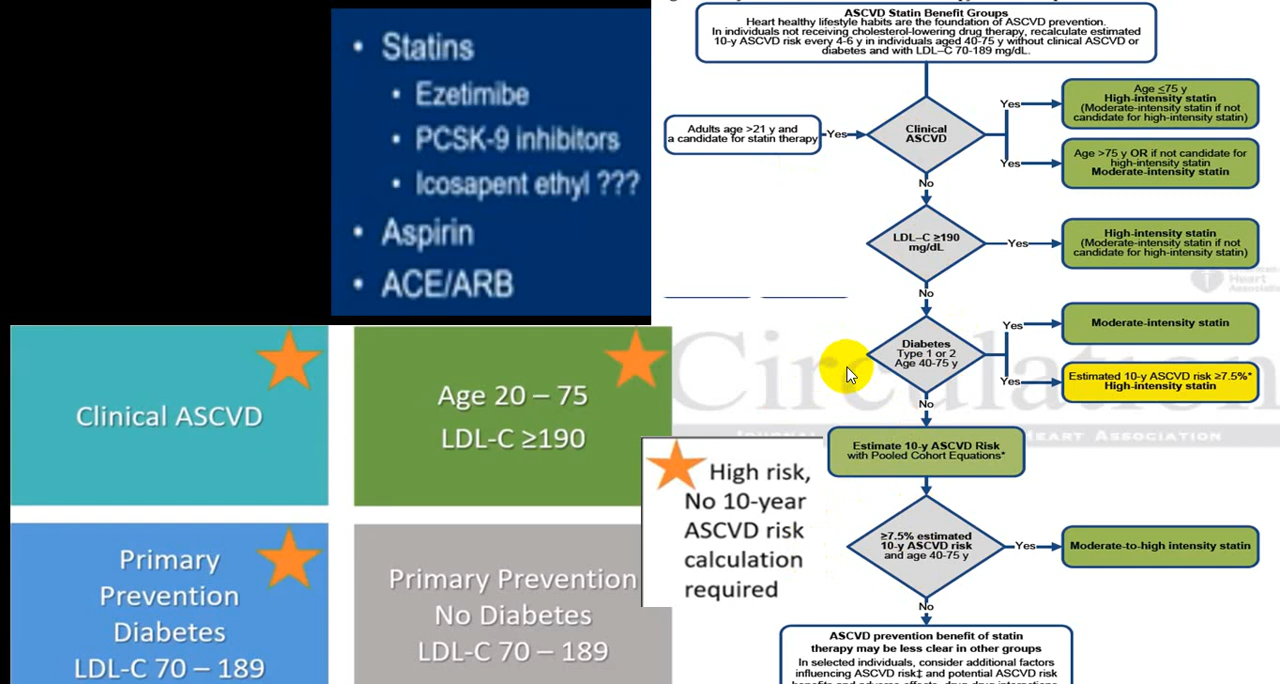 • Statins
• Ezetimibe
• PCSK-9 inhibitors
• Icosapent ethyl ???
• Aspirin
• ACE/ARB
Clinical ASCVD
Age 20 – 75
LDL-C ≥190
Primary
Prevention
Diabetes
LDL-C 70 – 189
Primary Prevention
No Diabetes
LDL-C 70 – 189
High risk,
No 10-year
ASCVD risk
calculation
required
ASCVD Statin Benefit Groups
Heart healthy lifestyle habits are the foundation of ASCVD prevention.
In individuals not receiving cholesterol-lowering drug therapy, recalculate estimated
10-y ASCVD risk every 4-6 y in individuals aged 40-75 y without clinical ASCVD or
diabetes and with LDL–C 70-189 mg/dL.
Adults age >21 y and
a candidate for statin therapy
Yes
Clinical
ASCVD
Yes
Age ≤75 y
High-intensity statin
(Moderate-intensity statin if not
candidate for high-intensity statin)
Yes
Age >75 y OR if not candidate for
high-intensity statin
Moderate-intensity statin
No
LDL–C ≥190
mg/dL
Yes
High-intensity statin
(Moderate-intensity statin if not
candidate for high-intensity statin)
Heart
No
Diabetes
Type 1 or 2
Age 40-75 y
Yes
Moderate-intensity statin
Yes
Estimated 10-y ASCVD risk ≥7.5%*
High-intensity statin
Circulation
HEART ASSOCIATION
No
Estimate 10-y ASCVD Risk
with Pooled Cohort Equations*
≥7.5% estimated
10-y ASCVD risk
and age 40-75 y
Yes
Moderate-to-high intensity statin
No
ASCVD prevention benefit of statin
therapy may be less clear in other groups
In selected individuals, consider additional factors
influencing ASCVD risk‡ and potential ASCVD risk